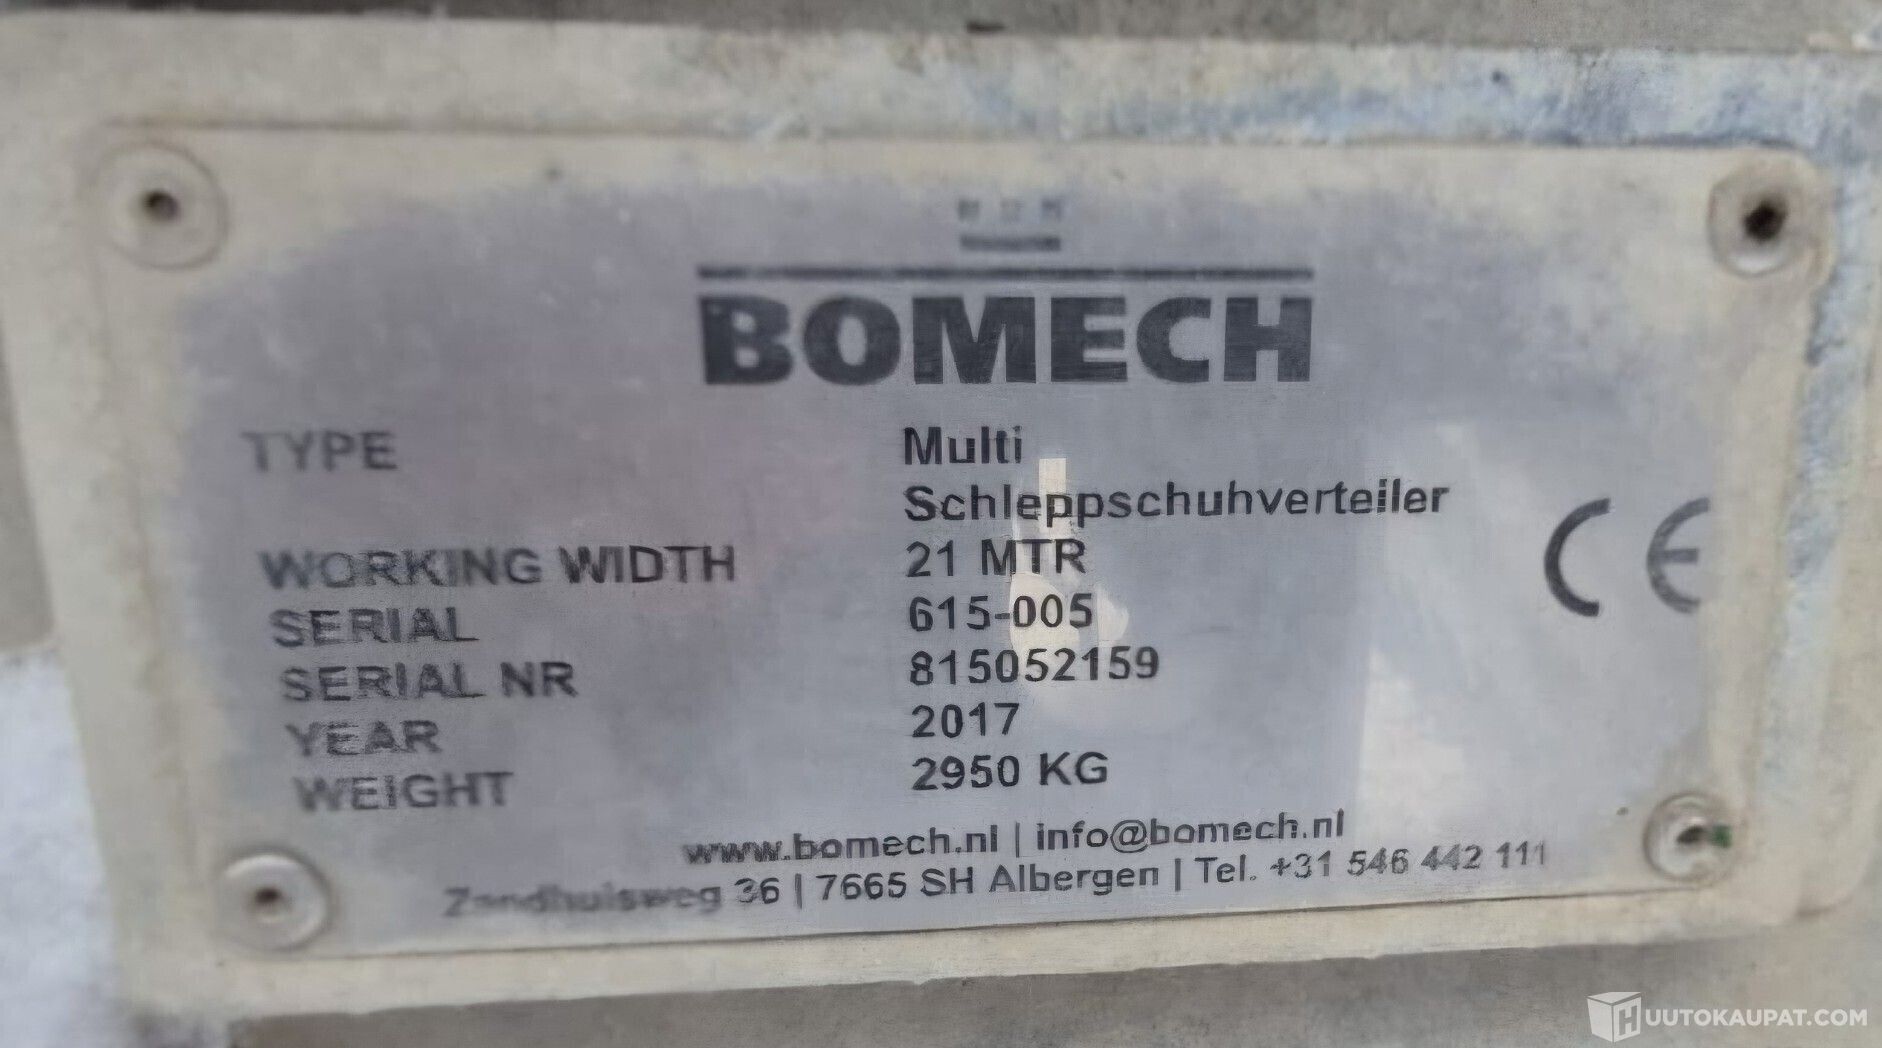 BOMECH
TYPE Multi
Schleppschuhverteiler
WORKING WIDTH 21 MTR
SERIAL 615-005
SERIAL NR 815052159
YEAR 2017
WEIGHT 2950 KG
CE
www.bomech.nl | info@bomech.nl
Zandhuisweg 36 | 7665 SH Albergen | Tel. +31 546 442 111
HUUTOKAUPAT.COM